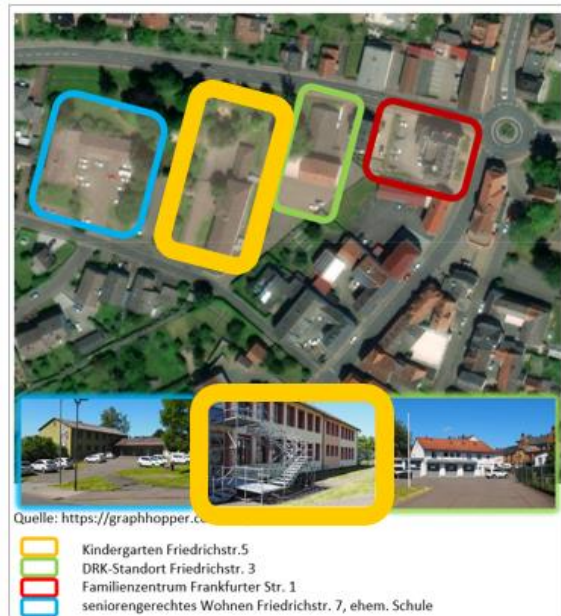 Quelle: https://graphhopper.c
Kindergarten Friedrichstr.5
DRK-Standort Friedrichstr. 3
Familienzentrum Frankfurter Str. 1
seniorengerechtes Wohnen Friedrichstr. 7, ehem. Schule